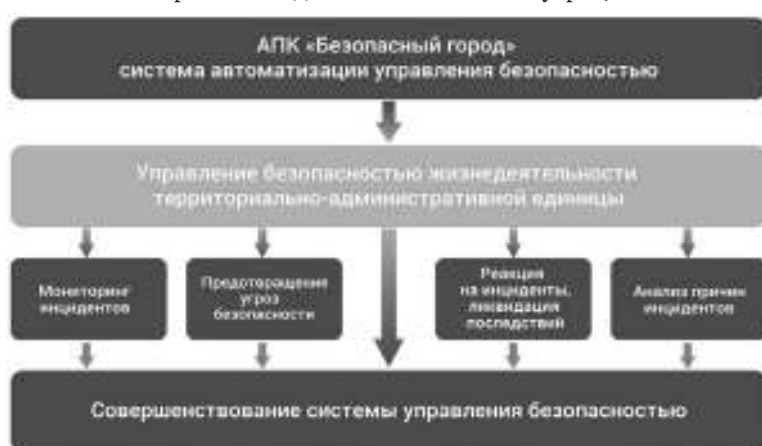 АПК «Безопасный город»
система автоматизации управления безопасностью
Управление безопасностью жизнедеятельности
территориально-административной единицы
Мониторинг
инцидентов
Предотвращение
угроз
безопасности
Реакция
на инциденты,
ликвидация
последствий
Анализ причин
инцидентов
Совершенствование системы управления безопасностью